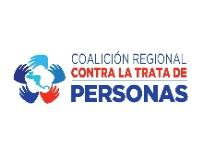 COALICIÓN REGIONAL
CONTRA LA TRATA DE
PERSONAS